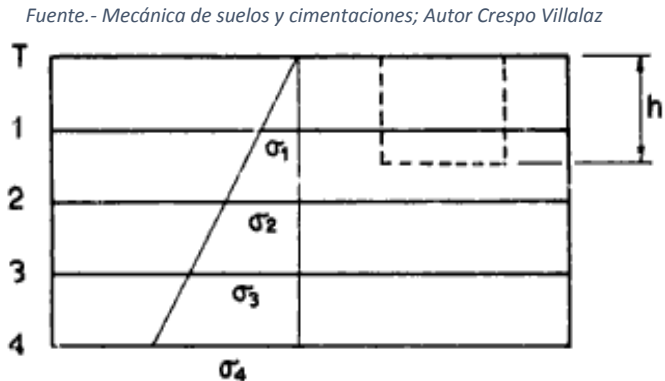 Fuente.- Mecánica de suelos y cimentaciones; Autor Crespo Villalaz
T
h
1
σ1
2
σ2
3
σ3
4
σ4